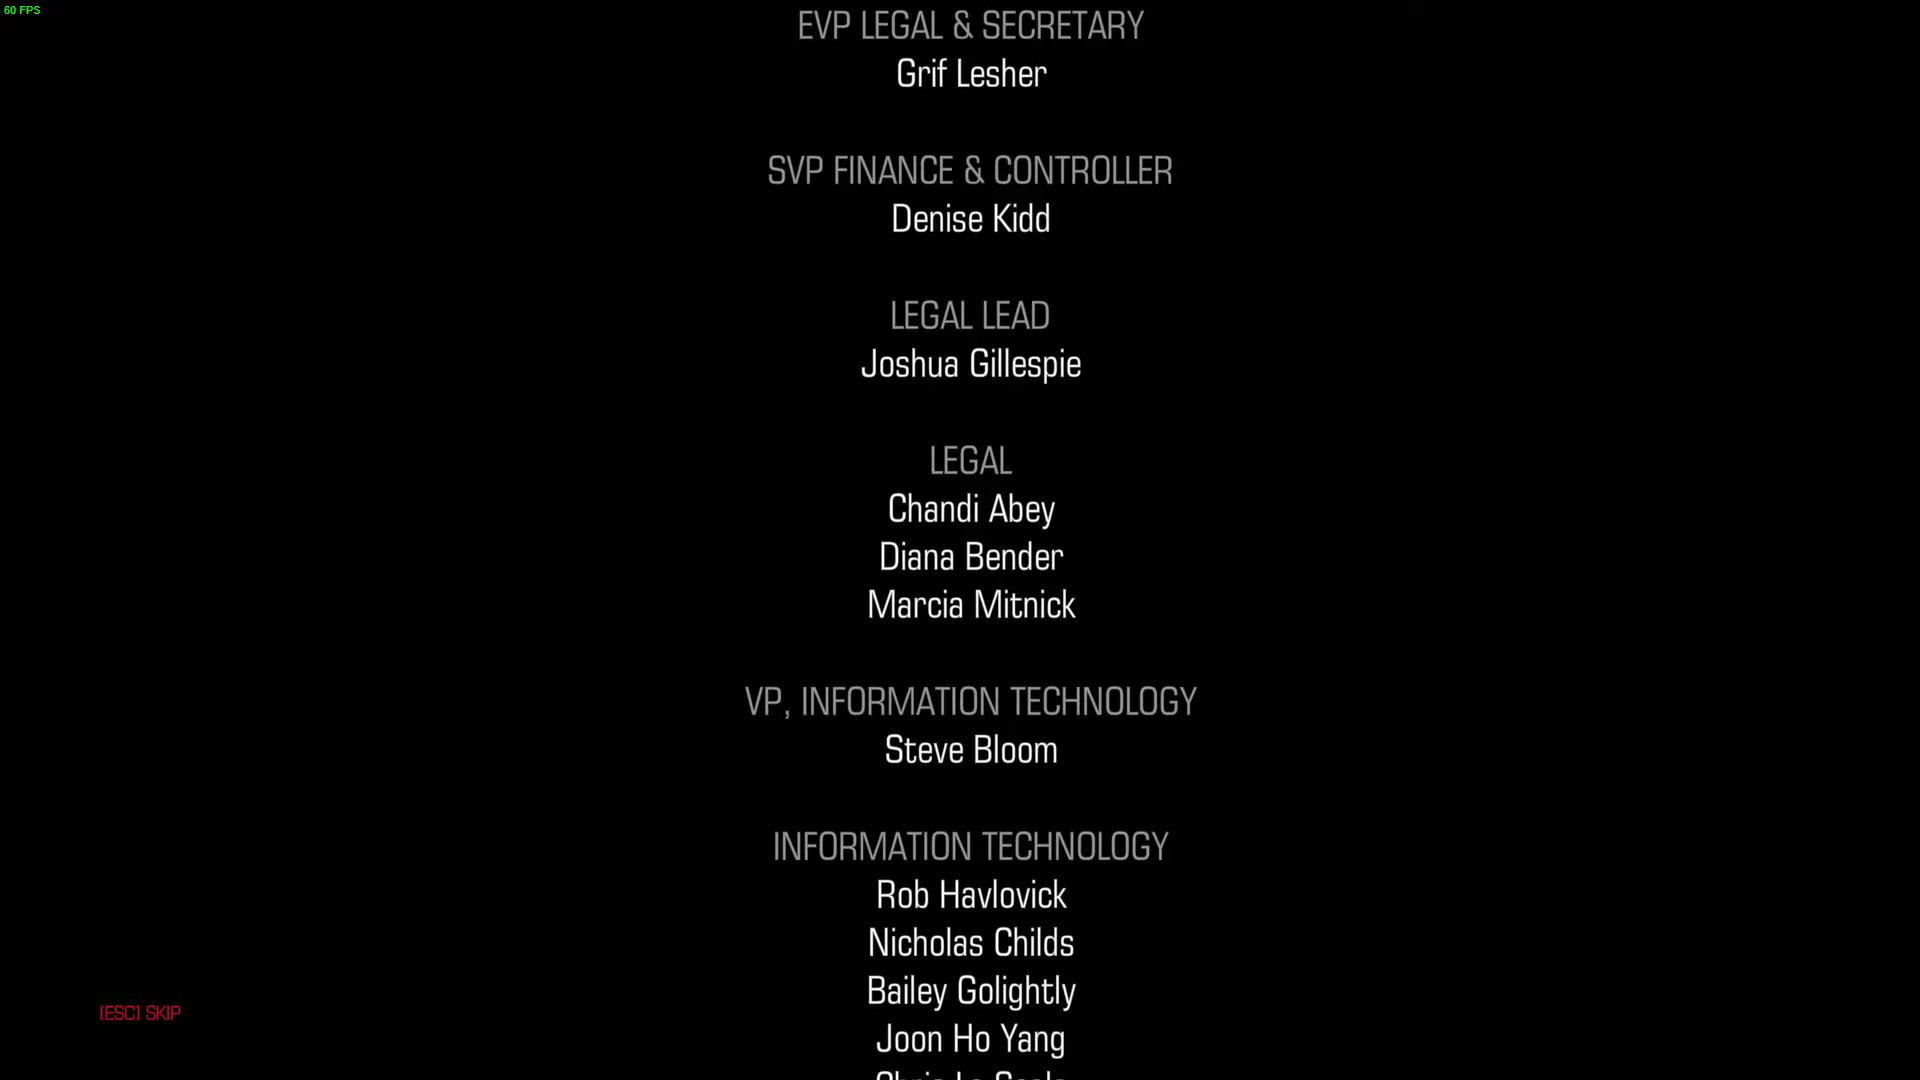 60 FPS
EVP LEGAL & SECRETARY
Grif Lesher
SVP FINANCE & CONTROLLER
Denise Kidd
LEGAL LEAD
Joshua Gillespie
LEGAL
Chandi Abey
Diana Bender
Marcia Mitnick
VP, INFORMATION TECHNOLOGY
Steve Bloom
INFORMATION TECHNOLOGY
Rob Havlovick
Nicholas Childs
Bailey Golightly
[ESC] SKIP
Joon Ho Yang